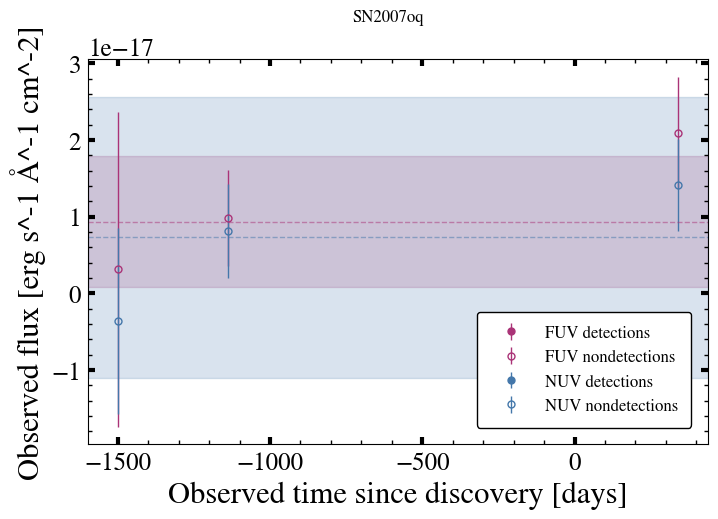 SN2007oq
1e−17
3
2
1
0
−1
Observed flux [erg s^-1 Å^-1 cm^-2]
FUV detections
FUV nondetections
NUV detections
NUV nondetections
−1500 −1000 −500 0
Observed time since discovery [days]